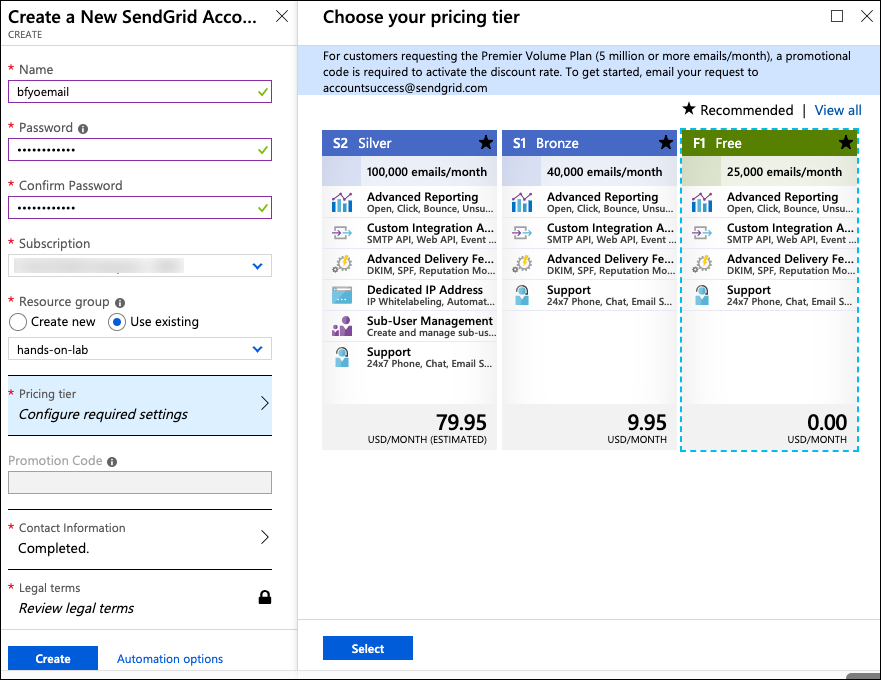 Create a New SendGrid Acco...
CREATE
* Name
bfyoemail
* Password
••••••••••••
* Confirm Password
••••••••••••
* Subscription
* Resource group
Create new
Use existing
hands-on-lab
* Pricing tier
Configure required settings
Promotion Code
* Contact Information
Completed.
* Legal terms
Review legal terms
Create
Automation options
Choose your pricing tier
For customers requesting the Premier Volume Plan (5 million or more emails/month), a promotional
code is required to activate the discount rate. To get started, email your request to
accountsuccess@sendgrid.com
★ Recommended | View all
S2 Silver ★
100,000 emails/month
Advanced Reporting
Open, Click, Bounce, Unsu...
Custom Integration A...
SMTP API, Web API, Event ...
Advanced Delivery Fe...
DKIM, SPF, Reputation Mo...
Dedicated IP Address
IP Whitelabeling, Automat...
Sub-User Management
Create and manage sub-us...
Support
24x7 Phone, Chat, Email S...
79.95
USD/MONTH (ESTIMATED)
S1 Bronze ★
40,000 emails/month
Advanced Reporting
Open, Click, Bounce, Unsu...
Custom Integration A...
SMTP API, Web API, Event ...
Advanced Delivery Fe...
DKIM, SPF, Reputation Mo...
Support
24x7 Phone, Chat, Email S...
9.95
USD/MONTH
F1 Free ★
25,000 emails/month
Advanced Reporting
Open, Click, Bounce, Unsu...
Custom Integration A...
SMTP API, Web API, Event ...
Advanced Delivery Fe...
DKIM, SPF, Reputation Mo...
Support
24x7 Phone, Chat, Email S...
0.00
USD/MONTH
Select